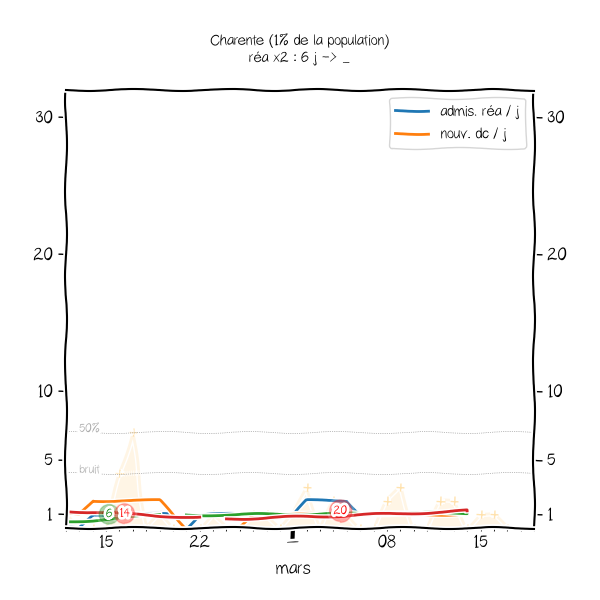 Charente (1% de la population)
réa x2 : 6 j -> _
admis. réa / j
nouv. dc / j
30 30
20 20
10 10
50%
5 5
bruit
1 6 14 20 1
15 22 1 08 15
mars